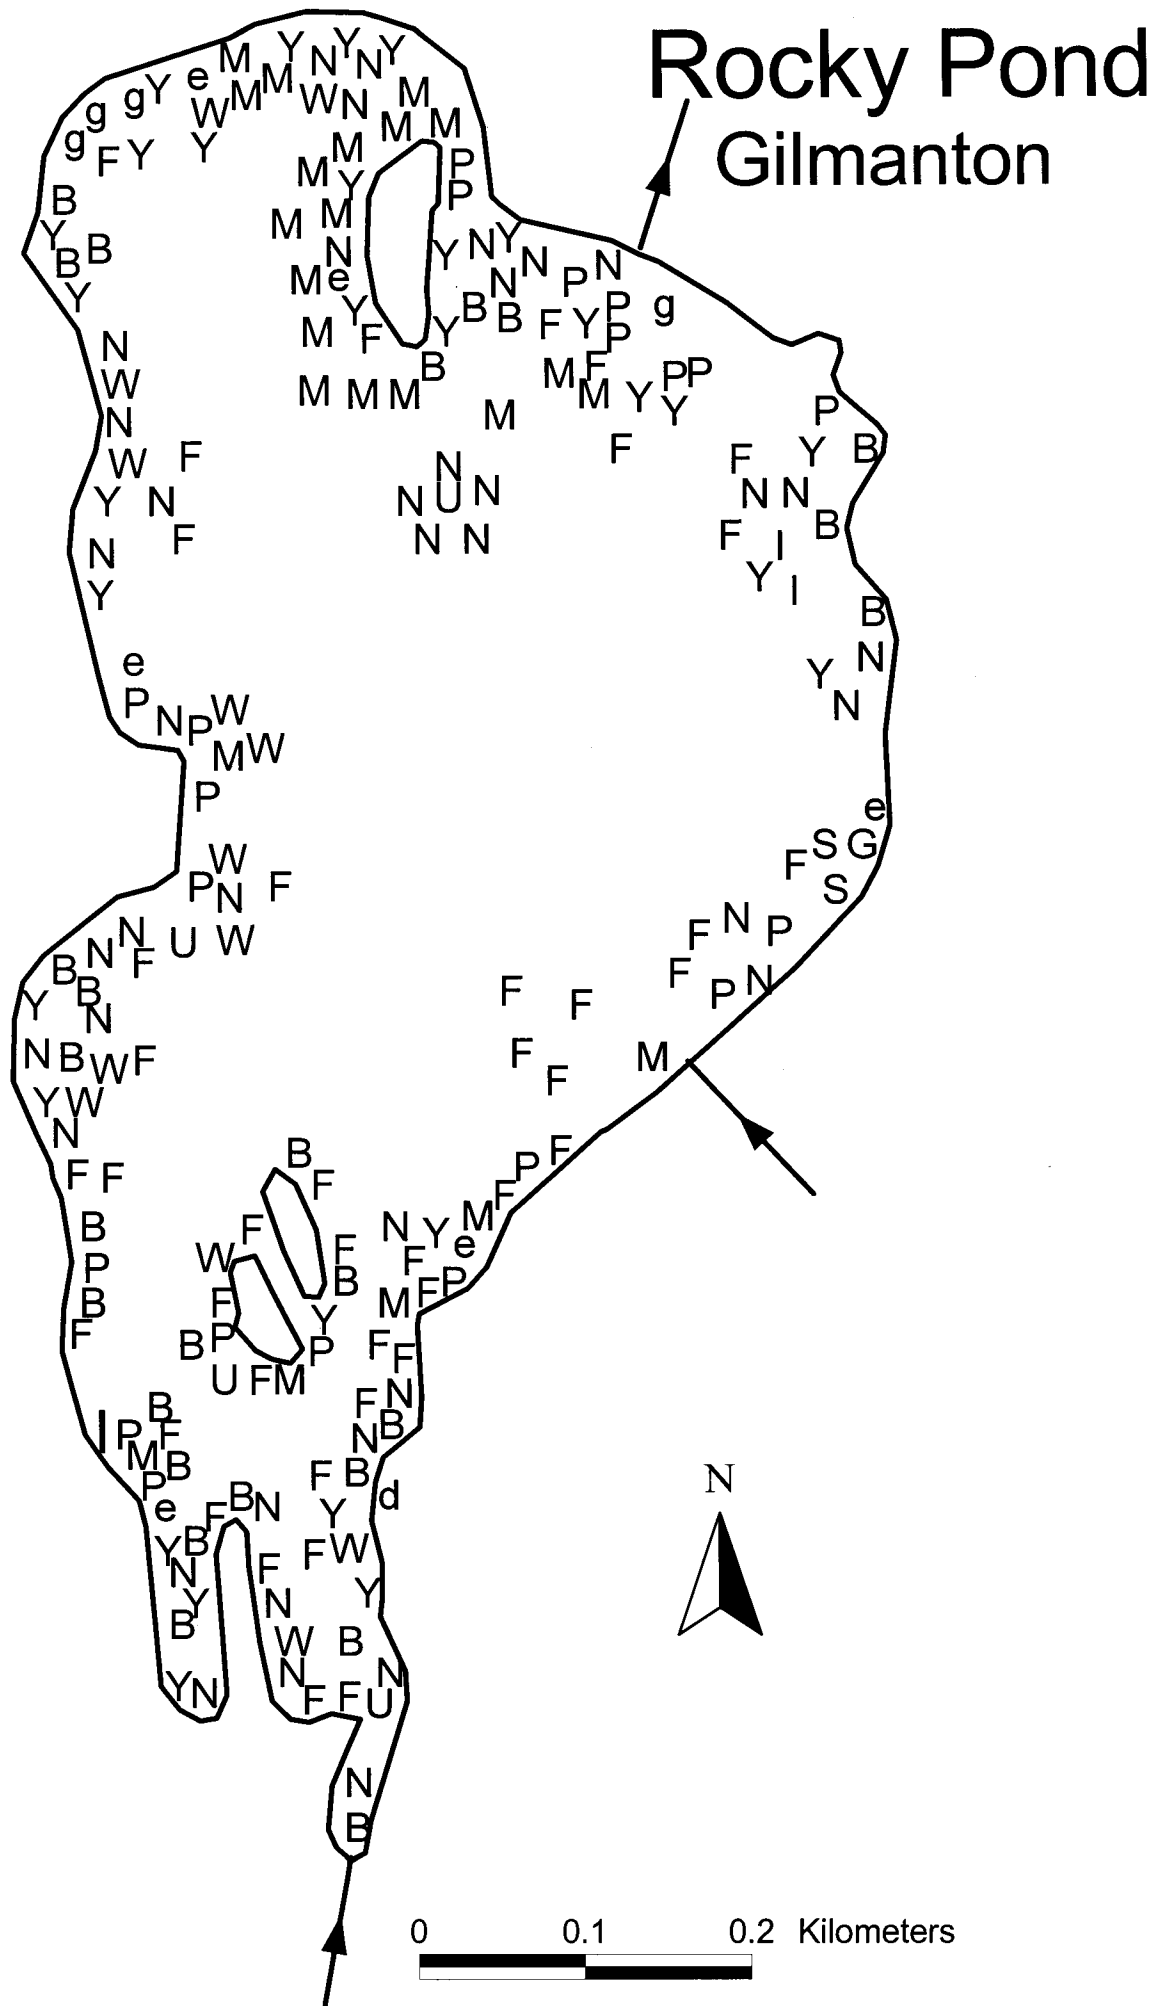 Rocky Pond
Gilmanton
M Y N Y N Y
g g g Y e W M M M W N M
g F Y Y M M M P
B M Y P
Y M M
B B N Y N Y N
Y M e N P N
M Y F Y B B F Y P P g
N B M F
W M M M M M Y P P Y
N M P
W F F F Y B
Y N N U N N N
F N N F I B
N Y I
Y B
e Y N
P N P W N
M W
P e
W F S G
P N F S
N U W F N P
B N F F P N
Y B N F F
N B W F F F M
Y W
N F
F F B F P F
B F N Y M e
P W F B F P
B F Y M F
F B P P F F
U F M N
B F B
I P F N
M B F B d
P e F B N Y
Y B F W
N F Y
Y N
B W B
Y N N F F U N
N
B
N
0 0.1 0.2 Kilometers